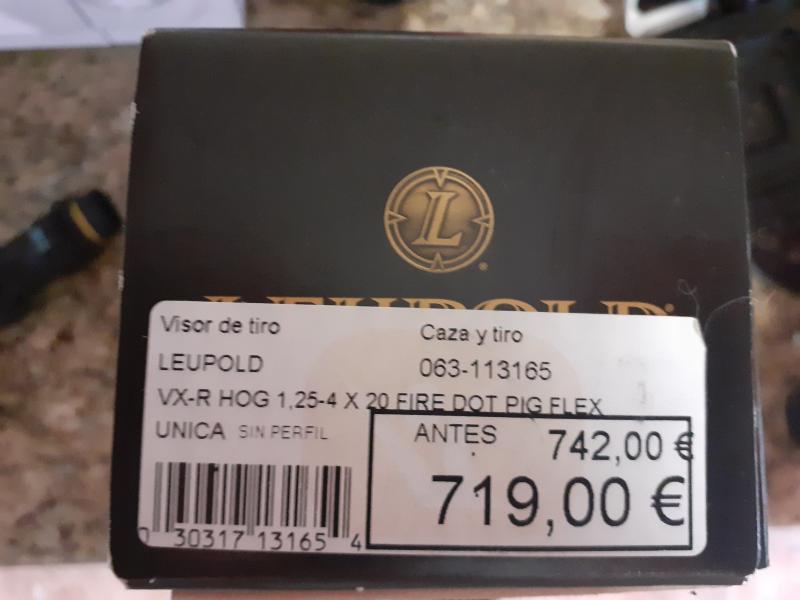 L
LEUPOLD
Visor de tiro Caza y tiro
LEUPOLD 063-113165
VX-R HOG 1,25-4 X 20 FIRE DOT PIG FLEX
UNICA SIN PERFIL
ANTES 742,00 €
719,00 €
0 30317 13165 4